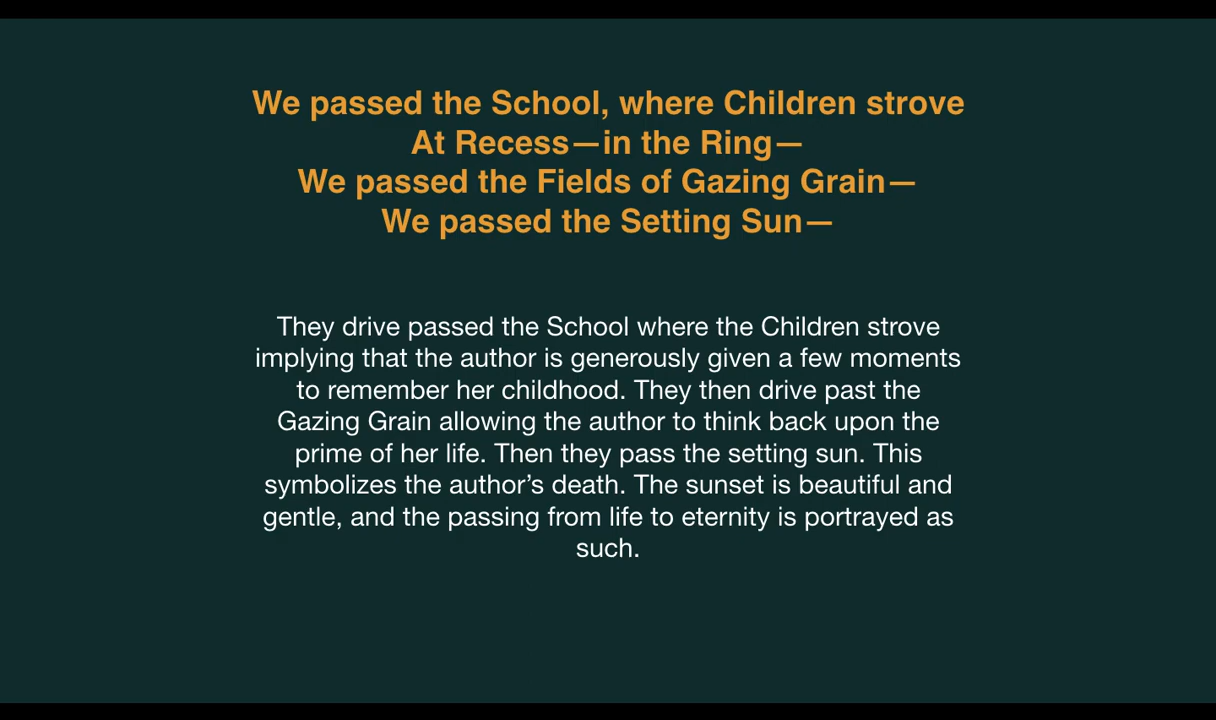 We passed the School, where Children strove
At Recess—in the Ring—
We passed the Fields of Gazing Grain—
We passed the Setting Sun—
They drive passed the School where the Children strove
implying that the author is generously given a few moments
to remember her childhood. They then drive past the
Gazing Grain allowing the author to think back upon the
prime of her life. Then they pass the setting sun. This
symbolizes the author’s death. The sunset is beautiful and
gentle, and the passing from life to eternity is portrayed as
such.